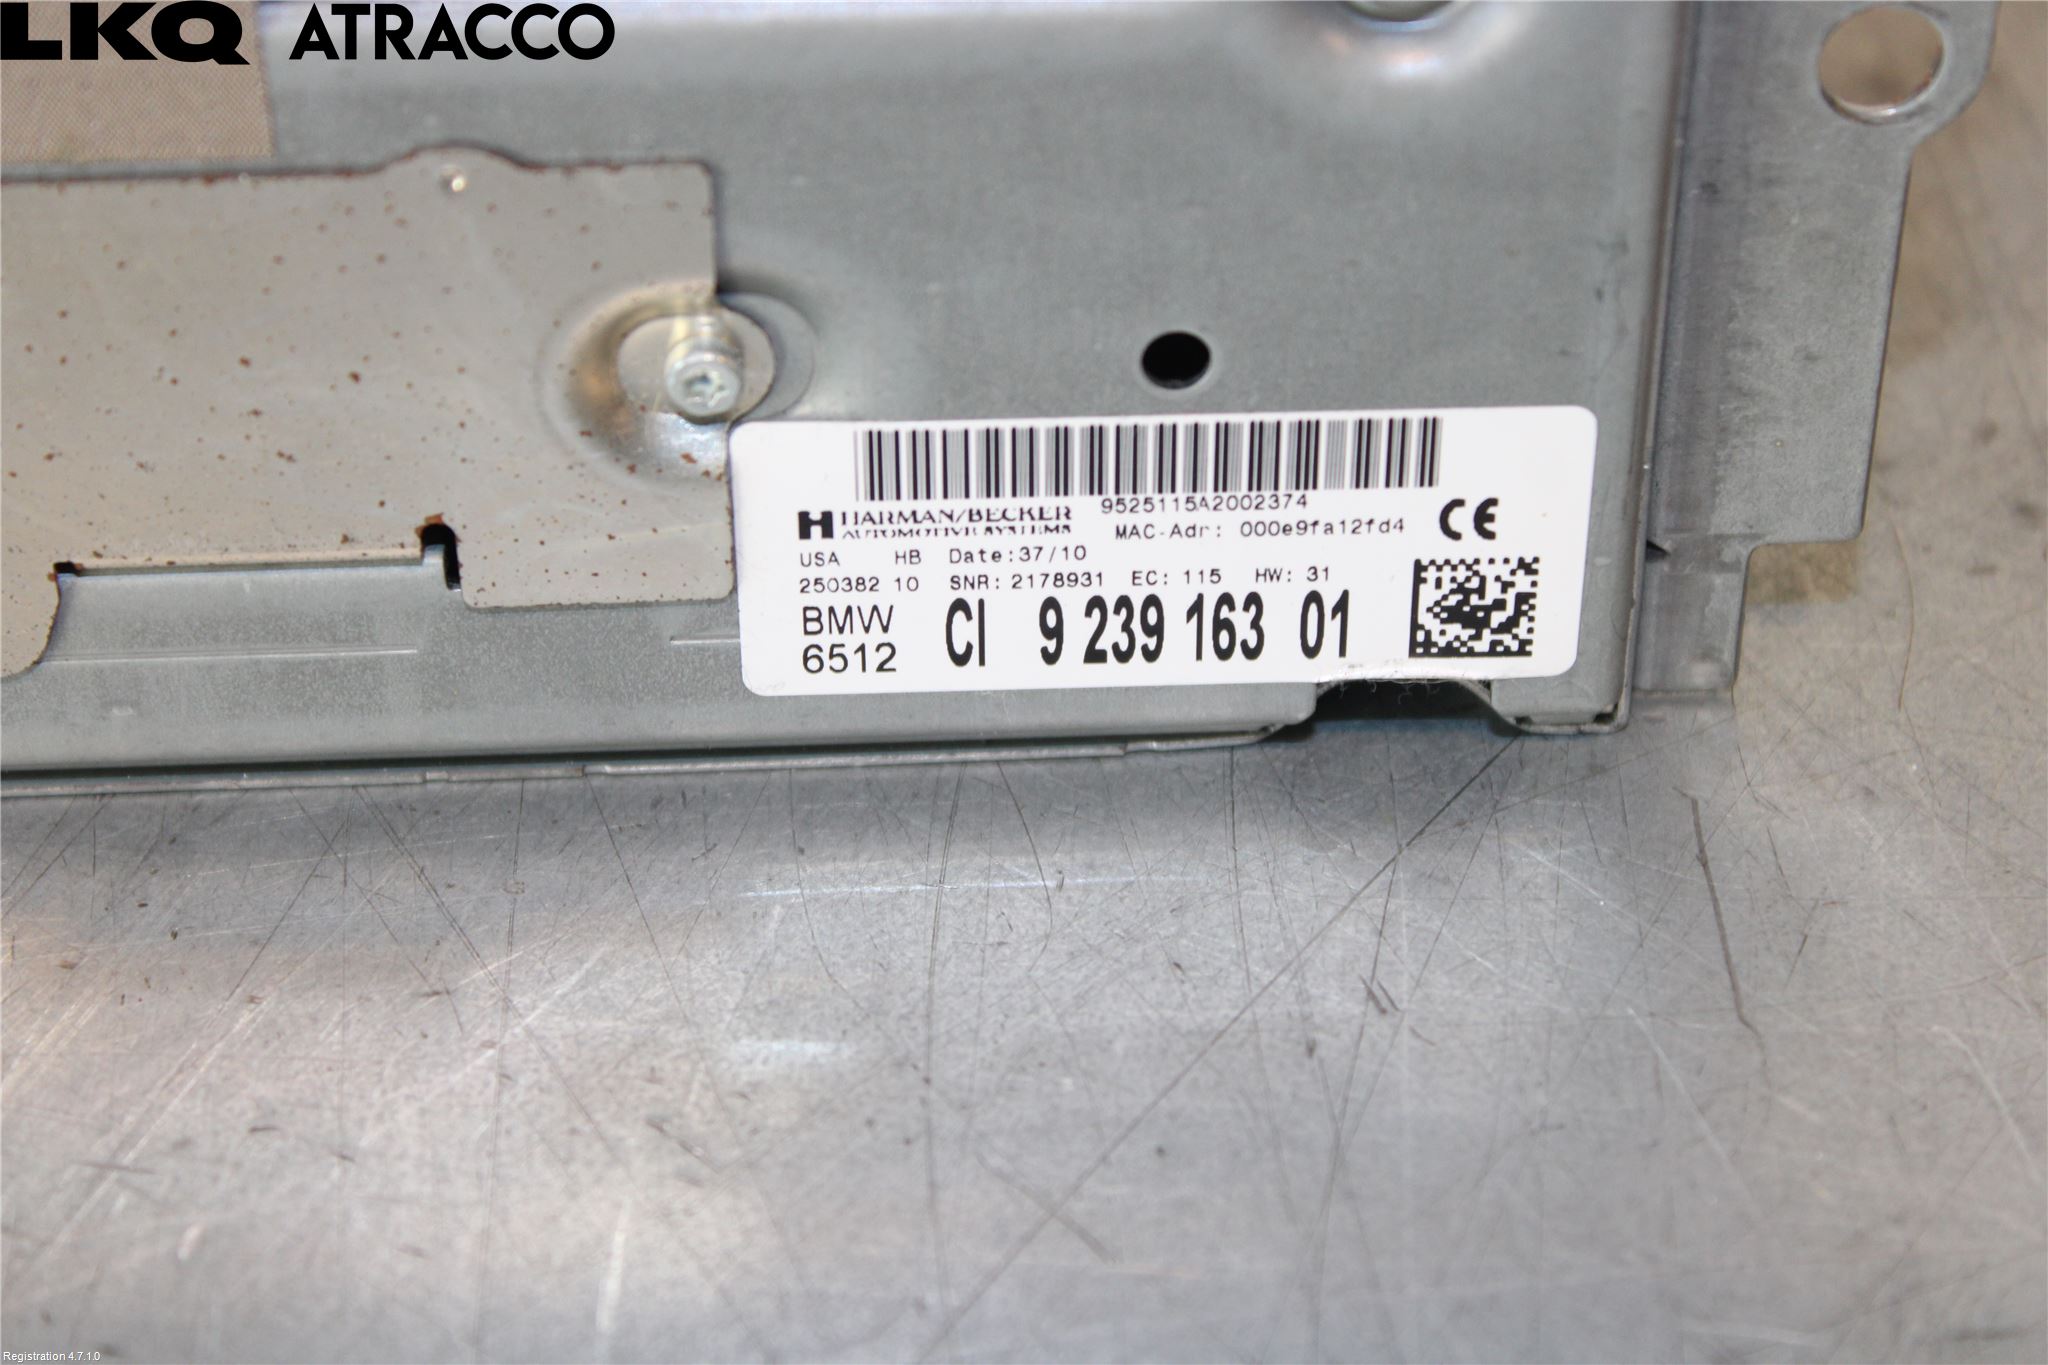 LKQ ATRACCO
9525115A2002374
HARMAN/BECKER
AUTOMOTIVE SYSTEMS
MAC-Adr: 000e9fa12fd4
CE
USA HB Date:37/10
250382 10 SNR: 2178931 EC: 115 HW: 31
BMW
6512
CI 9 239 163 01
Registration 4.7.1.0